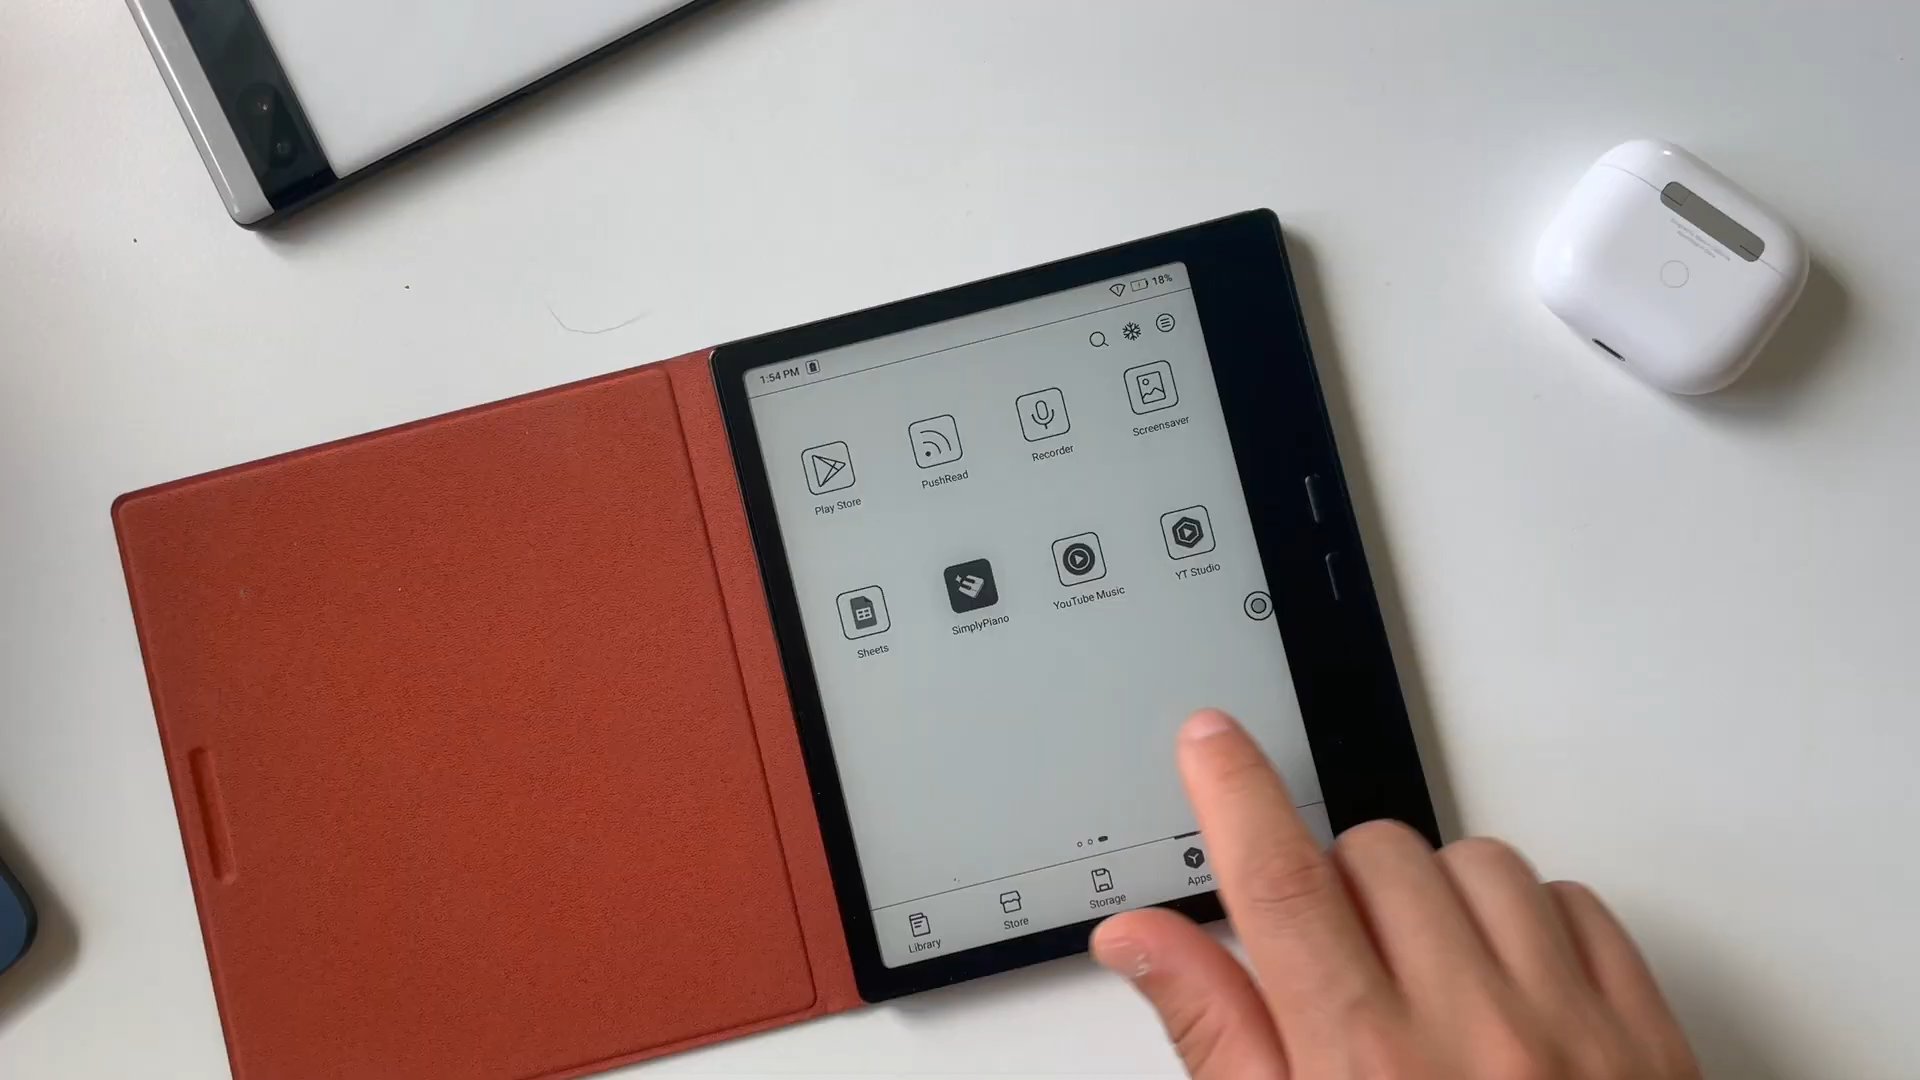 1:54 PM
18%
Play Store
PushRead
Recorder
Screensaver
Sheets
SimplyPiano
YouTube Music
YT Studio
Library
Store
Storage
Apps